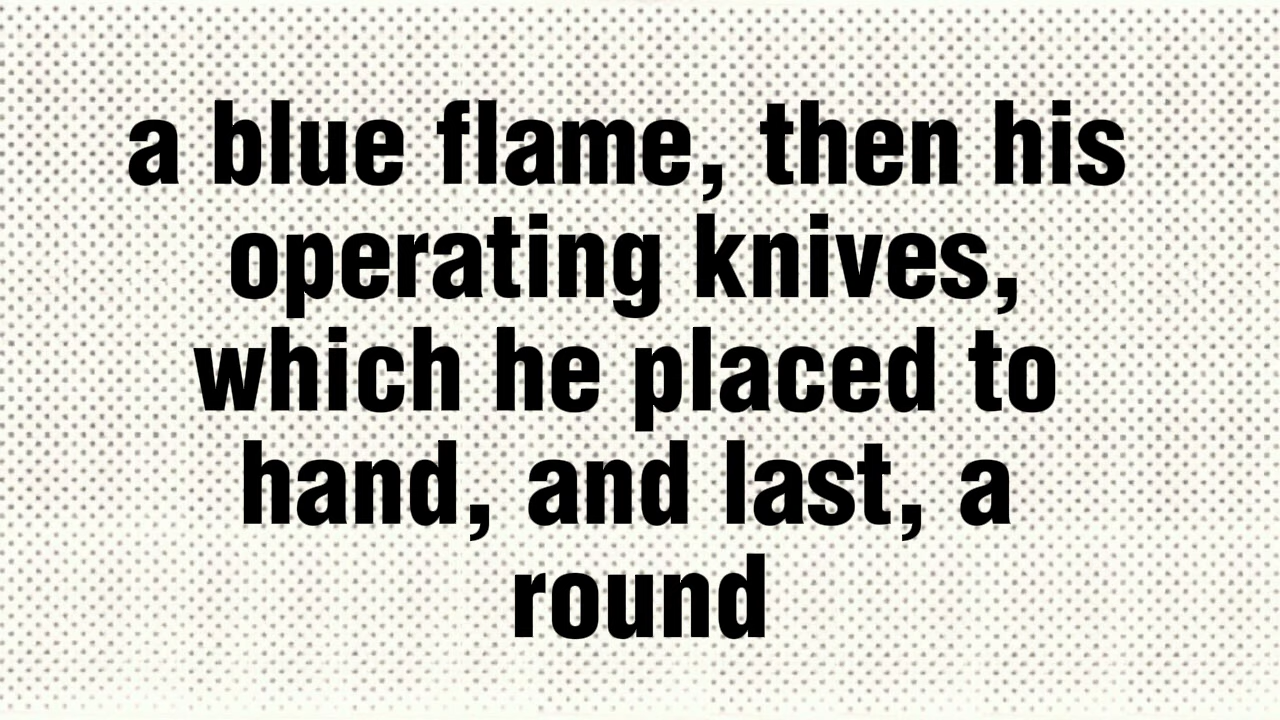 a blue flame, then his
operating knives,
which he placed to
hand, and last, a
round